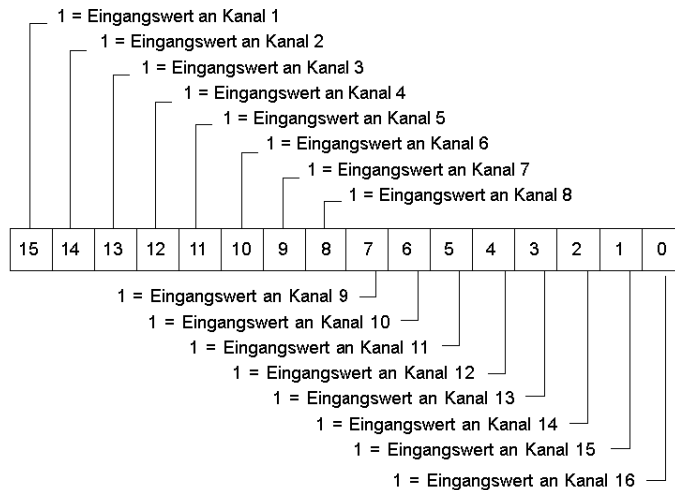 1 = Eingangswert an Kanal 1
1 = Eingangswert an Kanal 2
1 = Eingangswert an Kanal 3
1 = Eingangswert an Kanal 4
1 = Eingangswert an Kanal 5
1 = Eingangswert an Kanal 6
1 = Eingangswert an Kanal 7
1 = Eingangswert an Kanal 8
15 14 13 12 11 10 9 8 7 6 5 4 3 2 1 0
1 = Eingangswert an Kanal 9
1 = Eingangswert an Kanal 10
1 = Eingangswert an Kanal 11
1 = Eingangswert an Kanal 12
1 = Eingangswert an Kanal 13
1 = Eingangswert an Kanal 14
1 = Eingangswert an Kanal 15
1 = Eingangswert an Kanal 16